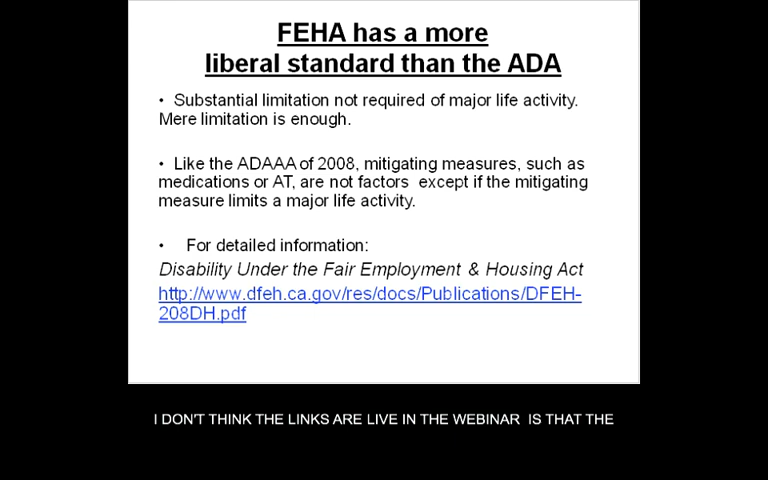 FEHA has a more
liberal standard than the ADA
• Substantial limitation not required of major life activity.
Mere limitation is enough.
• Like the ADAAA of 2008, mitigating measures, such as
medications or AT, are not factors except if the mitigating
measure limits a major life activity.
• For detailed information:
Disability Under the Fair Employment & Housing Act
http://www.dfeh.ca.gov/res/docs/Publications/DFEH-
208DH.pdf
I DON'T THINK THE LINKS ARE LIVE IN THE WEBINAR IS THAT THE